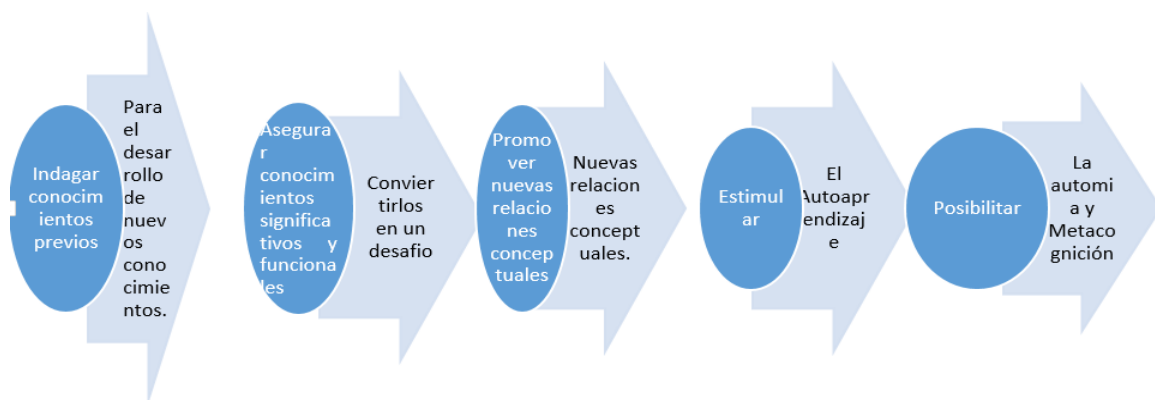 Indagar
conocim
ientos
previos
Para
el
desar
rollo
de
nuev
os
cono
cimie
ntos.
Asegura
r
conocim
ientos
significa
tivos y
funciona
les
Convier
tirlos
en un
desafio
Promo
ver
nuevas
relacio
nes
concep
tuales
Nuevas
relacion
es
concept
uales.
Estimul
ar
El
Autoapr
endizaj
e
Posibilitar
La
automi
a y
Metaco
gnición